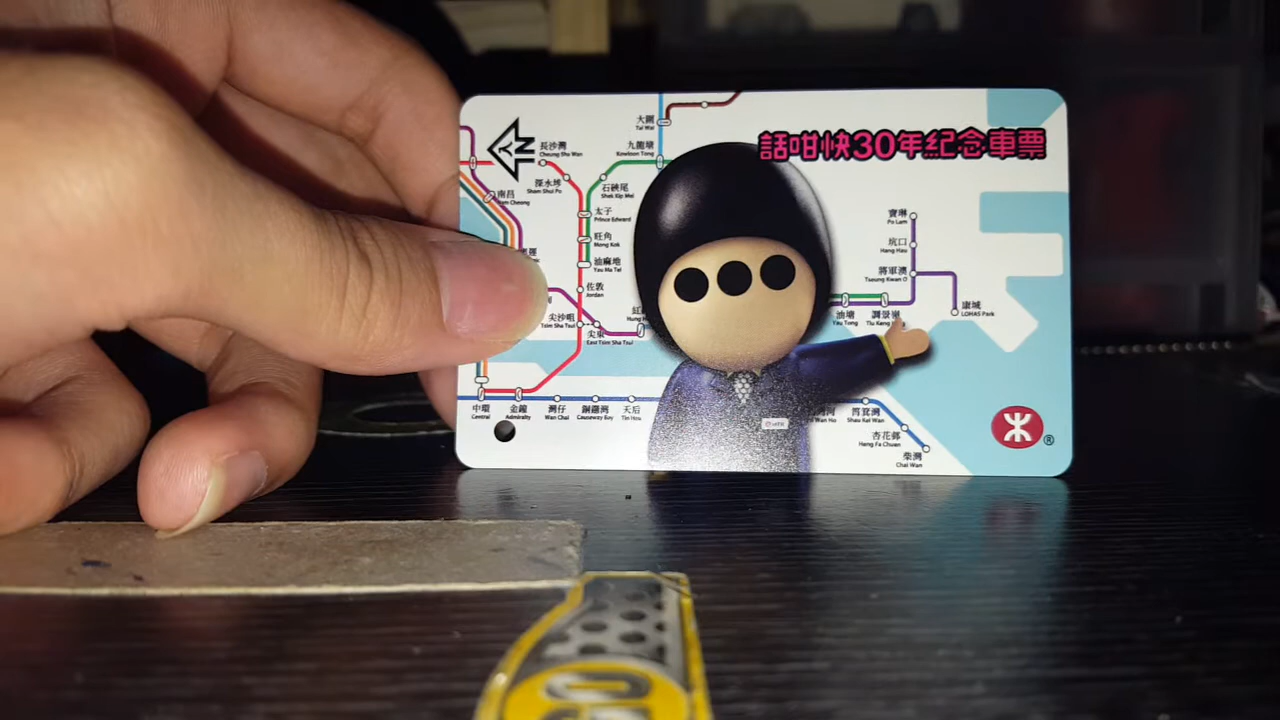 話咁快30年紀念車票
大圍
Tai Wai
長沙灣
Cheung Sha Wan
九龍塘
Kowloon Tong
深水埗
Sham Shui Po
石硤尾
Shek Kip Mei
南昌
Nam Cheong
太子
Prince Edward
旺角
Mong Kok
油麻地
Yau Ma Tei
佐敦
Jordan
尖沙咀
Tsim Sha Tsui
尖東
East Tsim Sha Tsui
寶琳
Po Lam
坑口
Hang Hau
將軍澳
Tseung Kwan O
康城
LOHAS Park
油塘
Yau Tong
調景嶺
Tiu Keng
中環
Central
金鐘
Admiralty
灣仔
Wan Chai
銅鑼灣
Causeway Bay
天后
Tin Hau
筲箕灣
Shau Kei Wan
杏花邨
Heng Fa Chuen
柴灣
Chai Wan
®